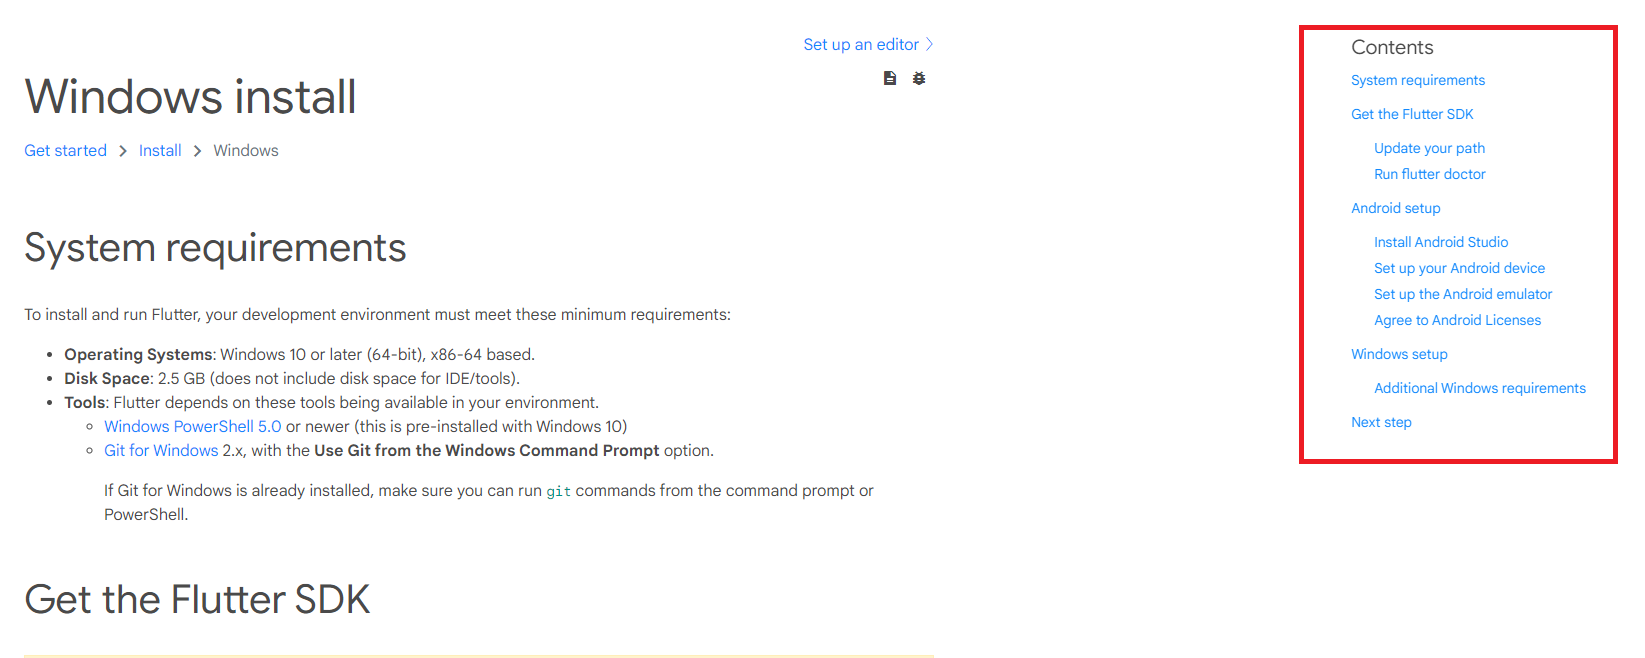 Set up an editor
Windows install
Get started > Install > Windows
System requirements
To install and run Flutter, your development environment must meet these minimum requirements:
• Operating Systems: Windows 10 or later (64-bit), x86-64 based.
• Disk Space: 2.5 GB (does not include disk space for IDE/tools).
• Tools: Flutter depends on these tools being available in your environment.
◦ Windows PowerShell 5.0 or newer (this is pre-installed with Windows 10)
◦ Git for Windows 2.x, with the Use Git from the Windows Command Prompt option.
If Git for Windows is already installed, make sure you can run git commands from the command prompt or
PowerShell.
Get the Flutter SDK
Contents
System requirements
Get the Flutter SDK
Update your path
Run flutter doctor
Android setup
Install Android Studio
Set up your Android device
Set up the Android emulator
Agree to Android Licenses
Windows setup
Additional Windows requirements
Next step